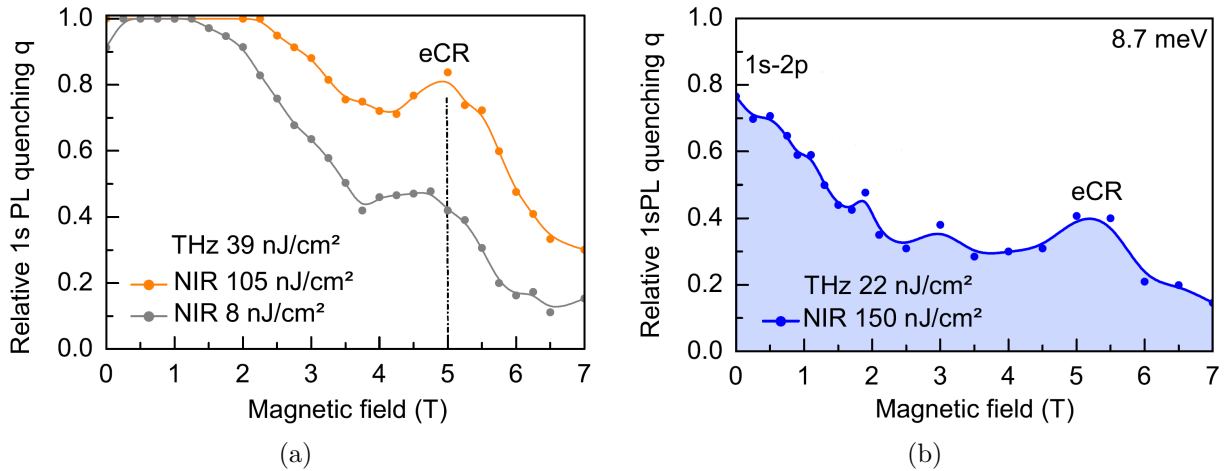 Relative 1s PL quenching q
1.0
0.8
0.6
0.4
0.2
0.0
eCR
THz 39 nJ/cm²
NIR 105 nJ/cm²
NIR 8 nJ/cm²
0 1 2 3 4 5 6 7
Magnetic field (T)
(a)
Relative 1sPL quenching q
1.0
0.8
0.6
0.4
0.2
0.0
8.7 meV
1s-2p
eCR
THz 22 nJ/cm²
NIR 150 nJ/cm²
0 1 2 3 4 5 6 7
Magnetic field (T)
(b)